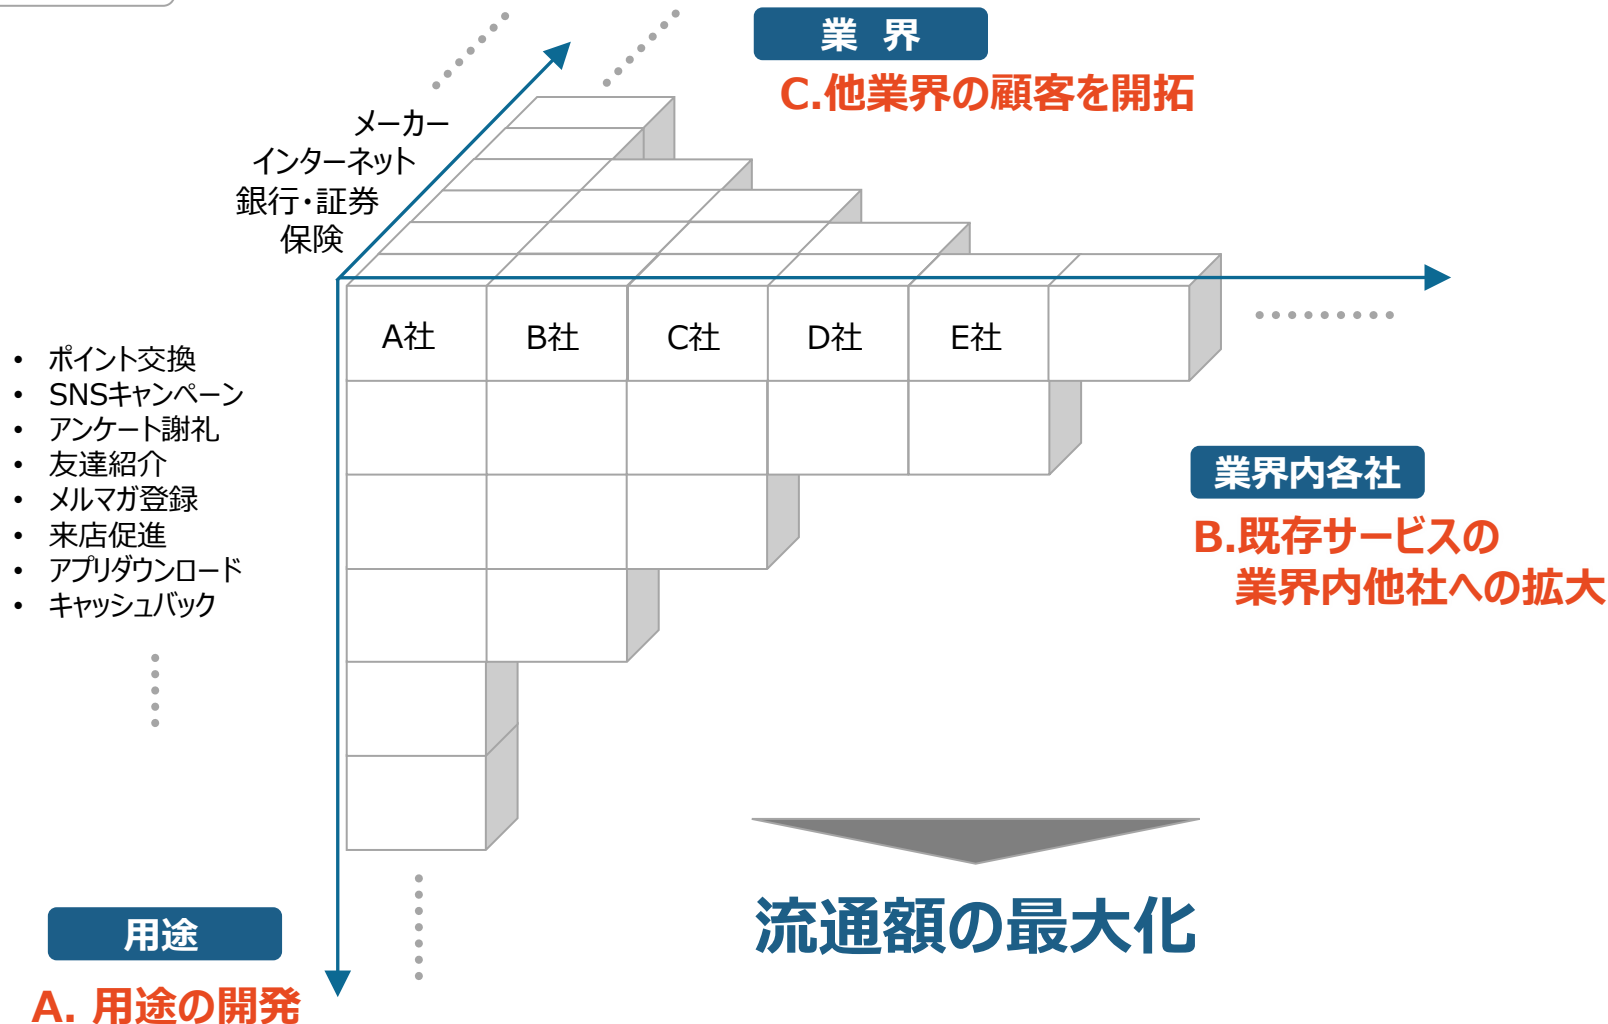 業 界
C.他業界の顧客を開拓
メーカー
インターネット
銀行・証券
保険
A社
B社
C社
D社
E社
• ポイント交換
• SNSキャンペーン
• アンケート謝礼
• 友達紹介
• メルマガ登録
• 来店促進
• アプリダウンロード
• キャッシュバック
業界内各社
B.既存サービスの
業界内他社への拡大
流通額の最大化
用途
A. 用途の開発